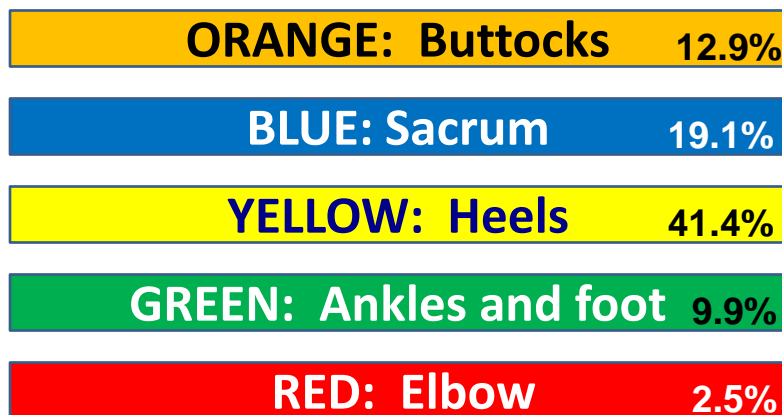 ORANGE: Buttocks 12.9%
BLUE: Sacrum 19.1%
YELLOW: Heels 41.4%
GREEN: Ankles and foot 9.9%
RED: Elbow 2.5%